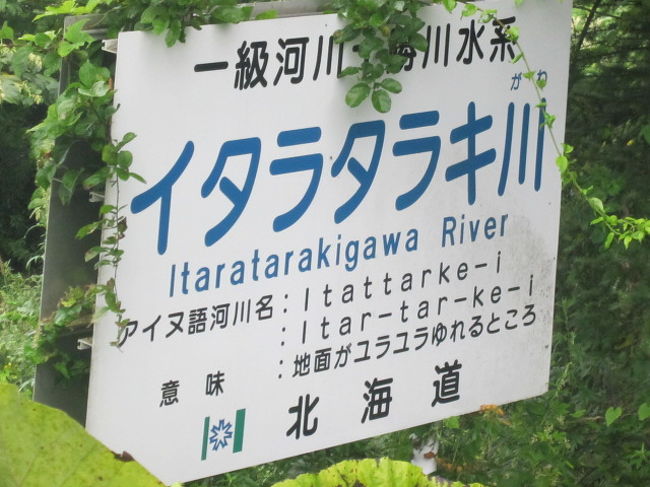 一級河川 川水系
がわ
イタラタラキ川
Itaratarakigawa River
アイヌ語河川名:Itattarke-i
:Itar-tar-ke-i
意味:地面がユラユラゆれるところ
北海道